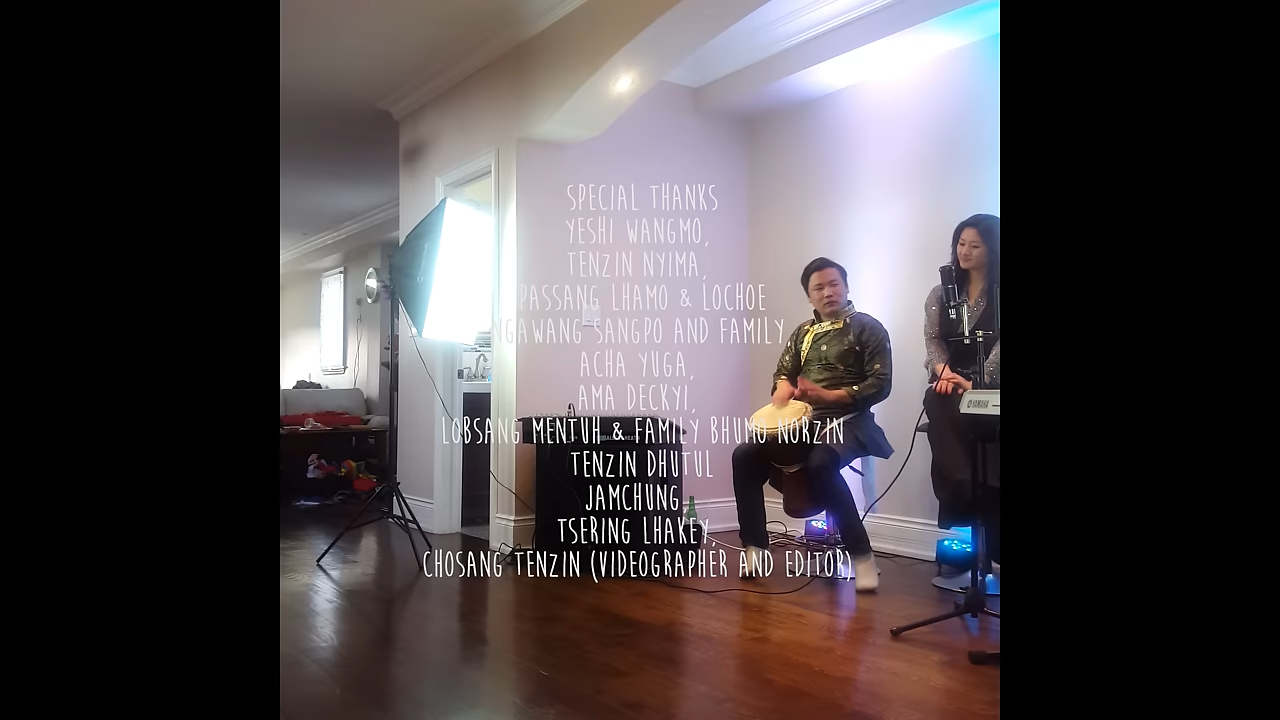 SPECIAL THANKS
YESHI WANGMO,
TENZIN NYIMA,
PASSANG LHAMO & LOCHOE
NGAWANG SANGPO AND FAMILY
ACHA YUGA,
AMA DECKYI,
LOBSANG MENTUH & FAMILY BHUMO NORZIN
TENZIN DHUTUL
JAMCHUNG
TSERING LHAKEY,
CHOSANG TENZIN (VIDEOGRAPHER AND EDITOR)
YAMAHA